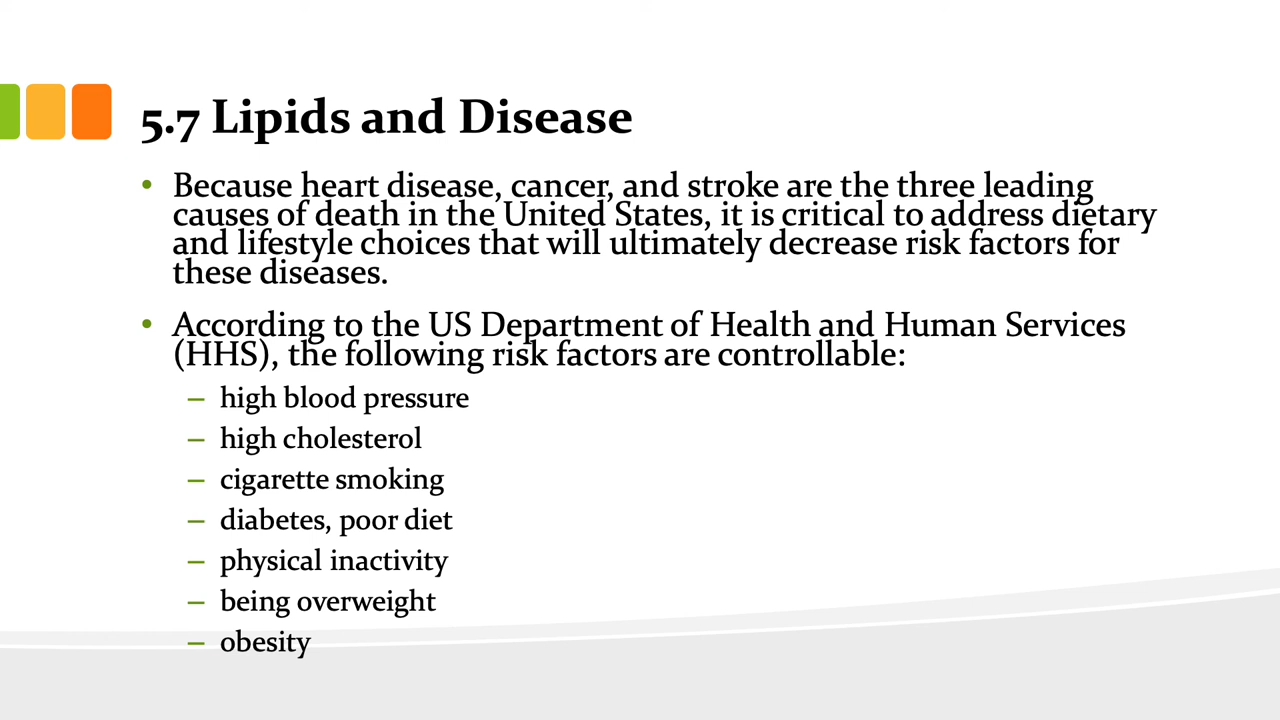 5.7 Lipids and Disease
• Because heart disease, cancer, and stroke are the three leading
causes of death in the United States, it is critical to address dietary
and lifestyle choices that will ultimately decrease risk factors for
these diseases.
• According to the US Department of Health and Human Services
(HHS), the following risk factors are controllable:
– high blood pressure
– high cholesterol
– cigarette smoking
– diabetes, poor diet
– physical inactivity
– being overweight
– obesity